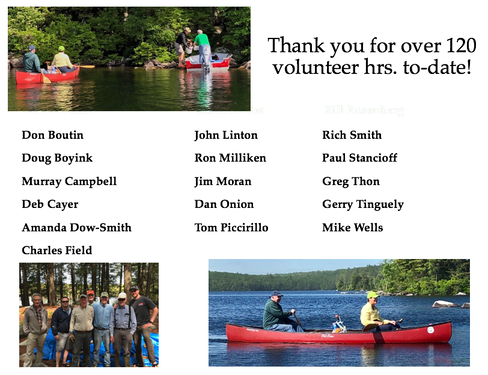 Thank you for over 120
volunteer hrs. to-date!
Don Boutin
Doug Boyink
Murray Campbell
Deb Cayer
Amanda Dow-Smith
Charles Field
John Linton
Ron Milliken
Jim Moran
Dan Onion
Tom Piccirillo
Rich Smith
Paul Stancioff
Greg Thon
Gerry Tinguely
Mike Wells